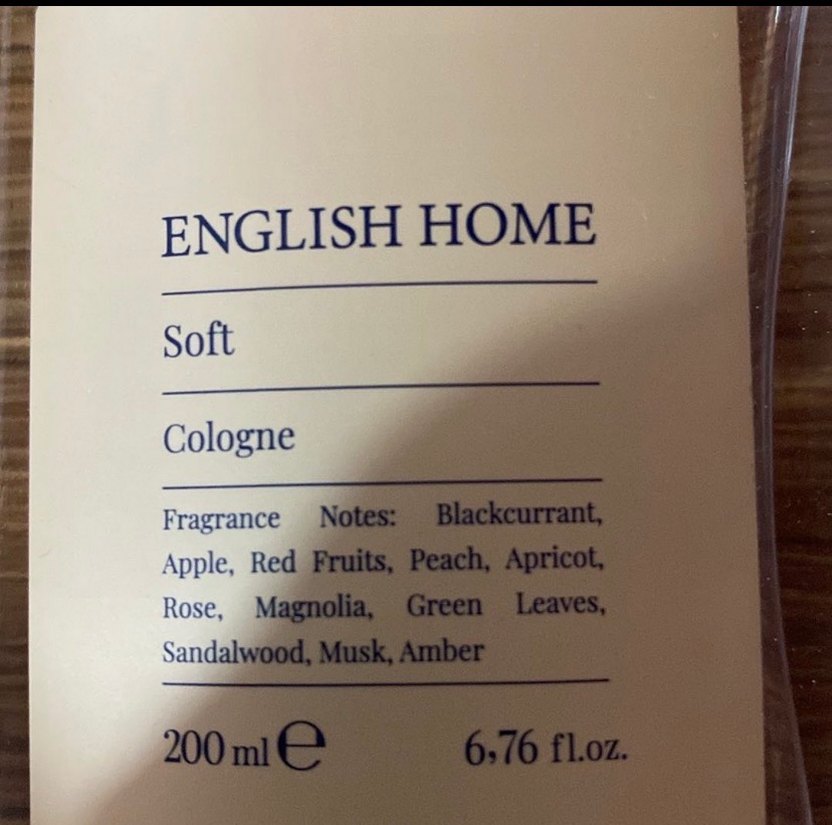 ENGLISH HOME
Soft
Cologne
Fragrance Notes: Blackcurrant,
Apple, Red Fruits, Peach, Apricot,
Rose, Magnolia, Green Leaves,
Sandalwood, Musk, Amber
200 ml e 6,76 fl.oz.